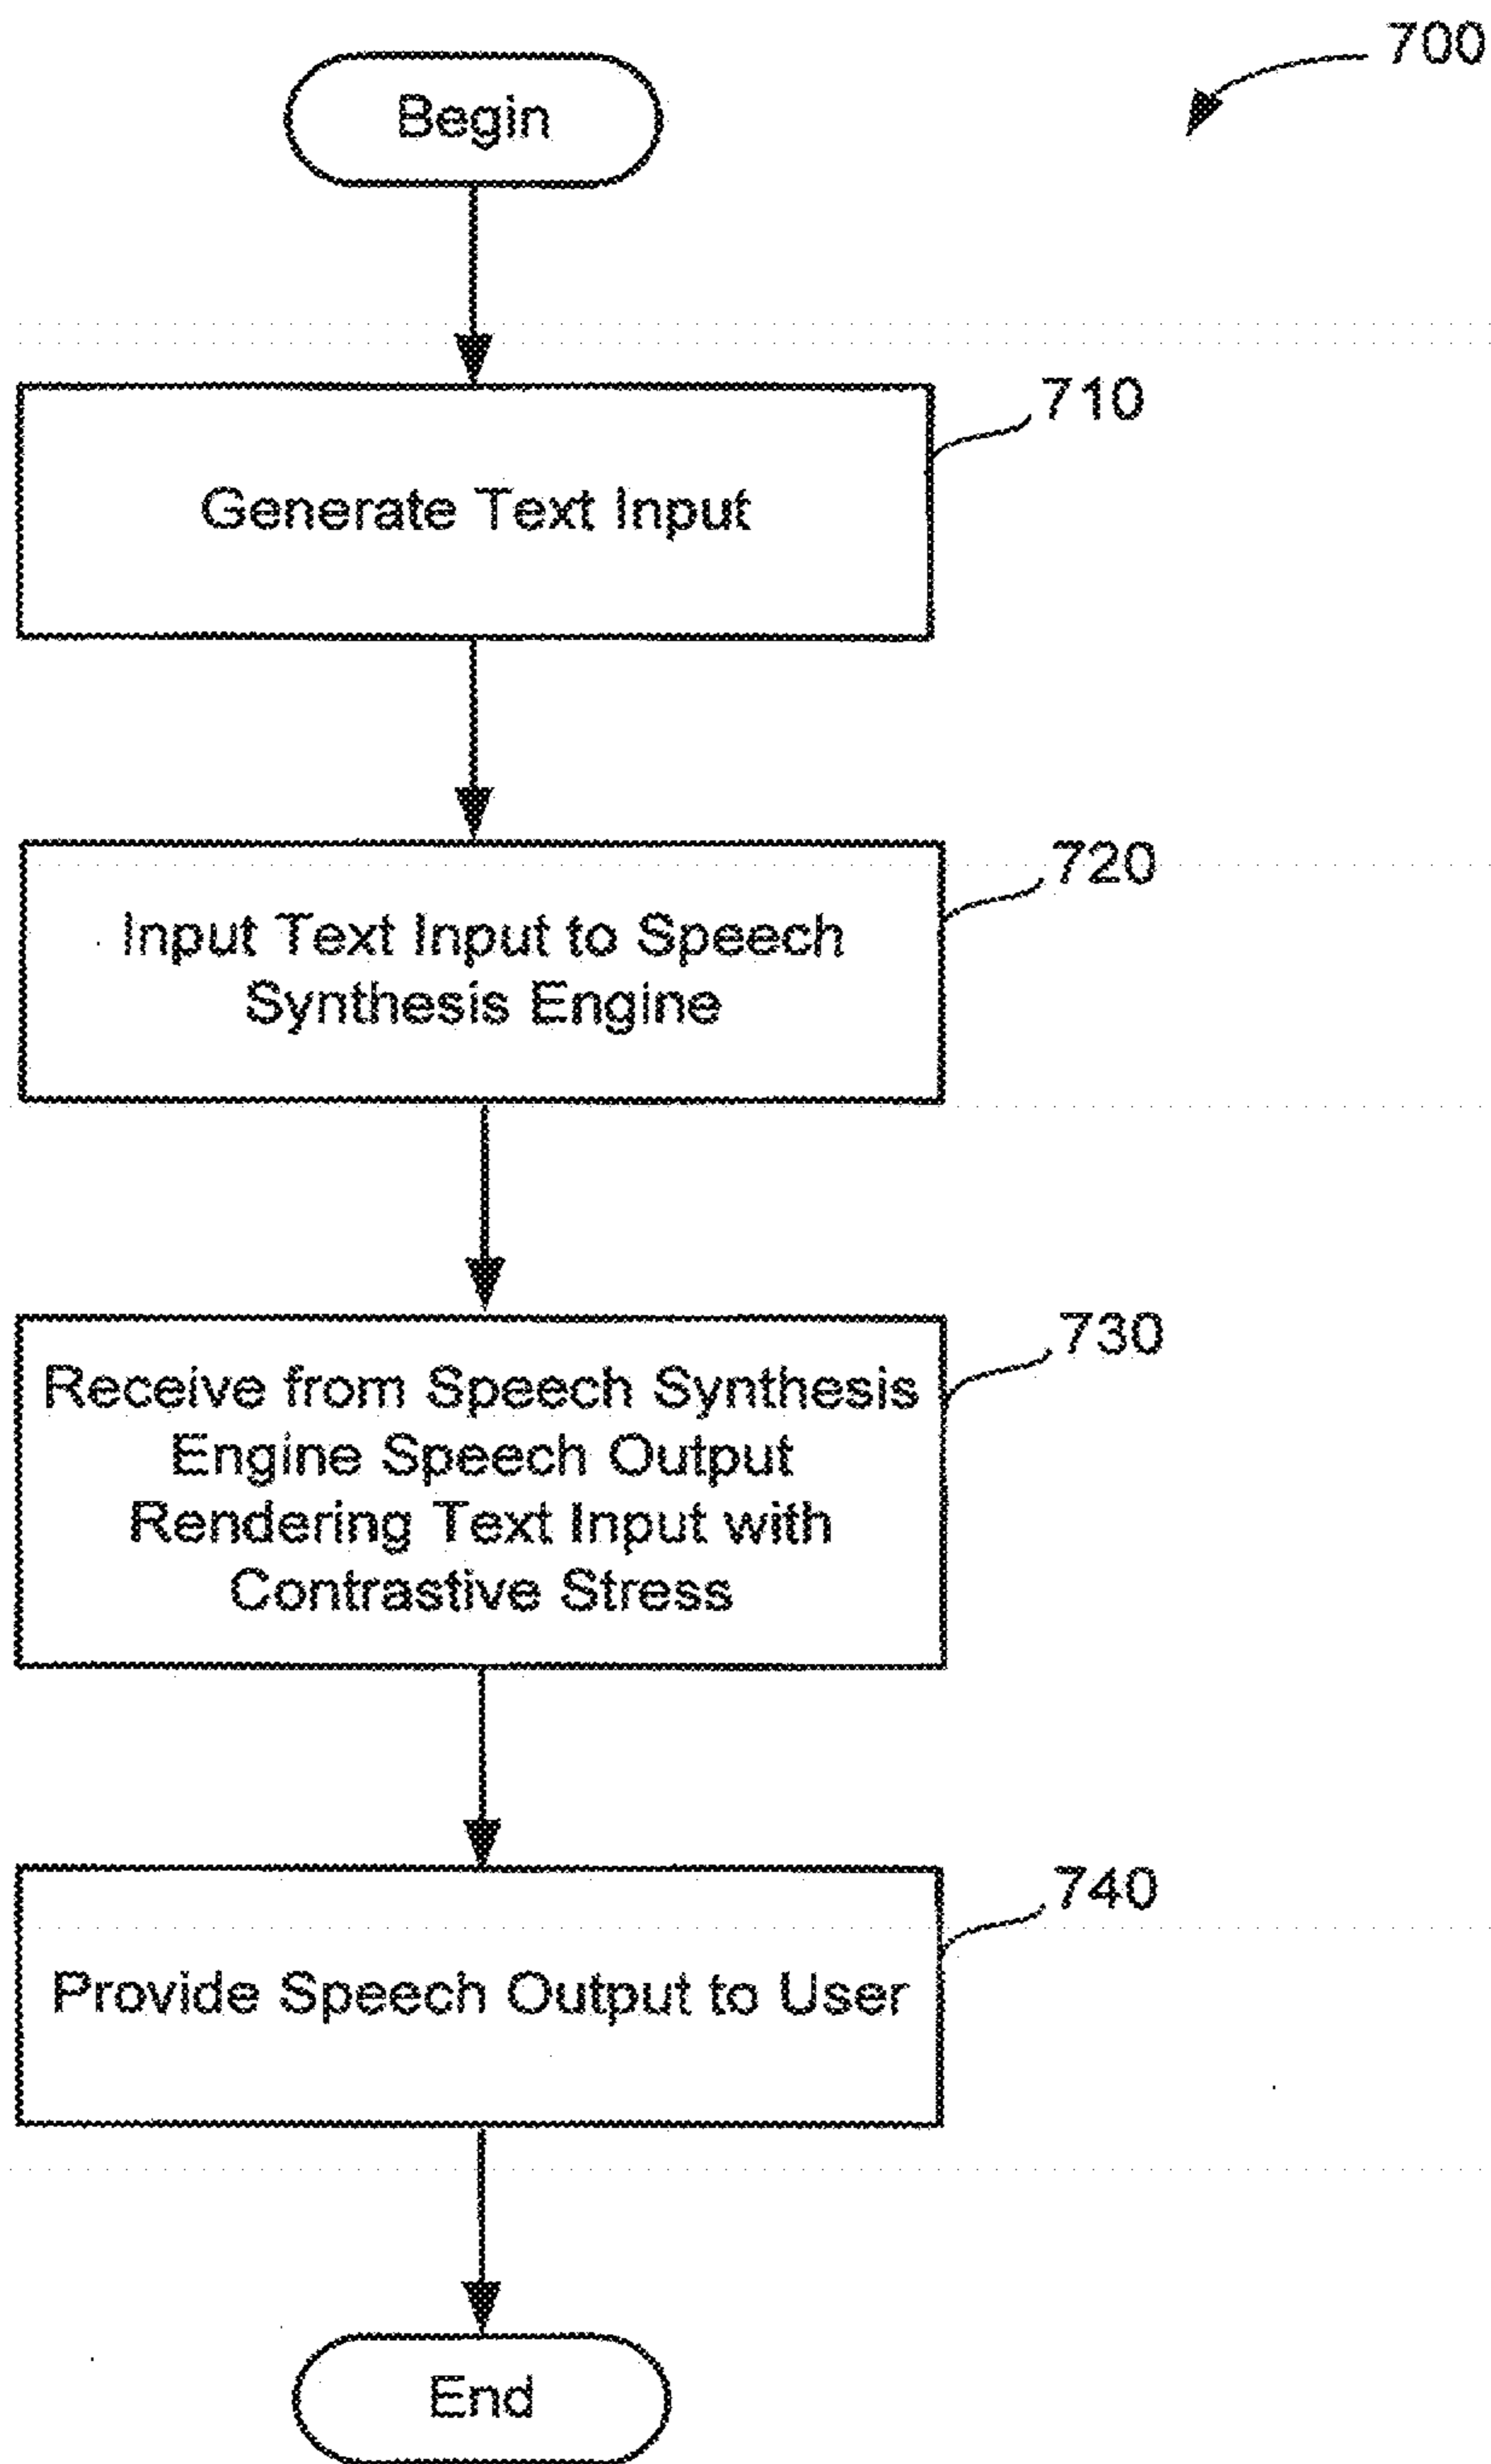 700
Begin
710
Generate Text Input
720
Input Text Input to Speech
Synthesis Engine
730
Receive from Speech Synthesis
Engine Speech Output
Rendering Text Input with
Contrastive Stress
740
Provide Speech Output to User
End